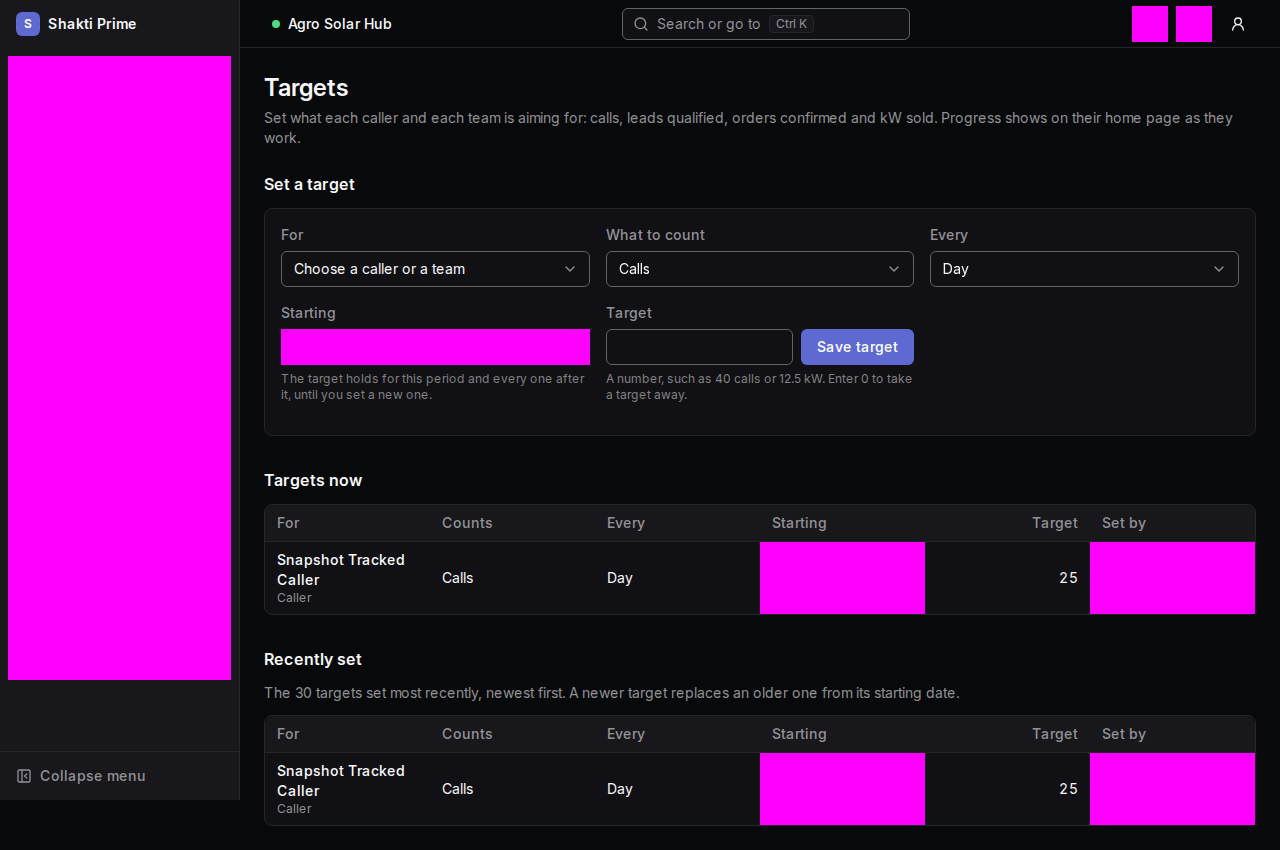 S Shakti Prime
Agro Solar Hub
Search or go to Ctrl K
Targets
Set what each caller and each team is aiming for: calls, leads qualified, orders confirmed and kW sold. Progress shows on their home page as they
work.
Set a target
For What to count Every
Choose a caller or a team Calls Day
Starting Target
Save target
The target holds for this period and every one after
it, until you set a new one.
A number, such as 40 calls or 12.5 kW. Enter 0 to take
a target away.
Targets now
For Counts Every Starting Target Set by
Snapshot Tracked
Caller
Caller
Calls Day 25
Recently set
The 30 targets set most recently, newest first. A newer target replaces an older one from its starting date.
For Counts Every Starting Target Set by
Snapshot Tracked
Caller
Caller
Calls Day 25
Collapse menu